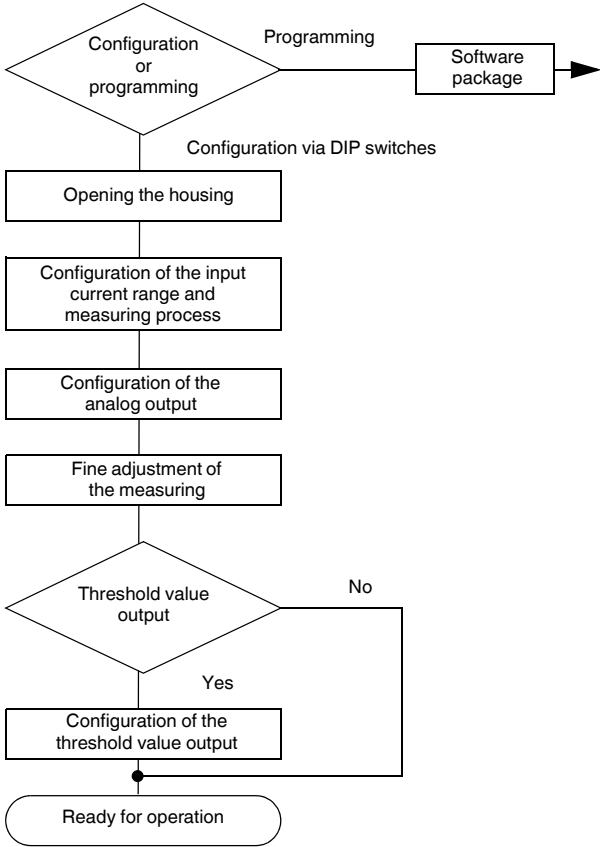 Configuration
or
programming
Programming
Software
package
Configuration via DIP switches
Opening the housing
Configuration of the input
current range and
measuring process
Configuration of the
analog output
Fine adjustment of
the measuring
Threshold value
output
No
Yes
Configuration of the
threshold value output
Ready for operation